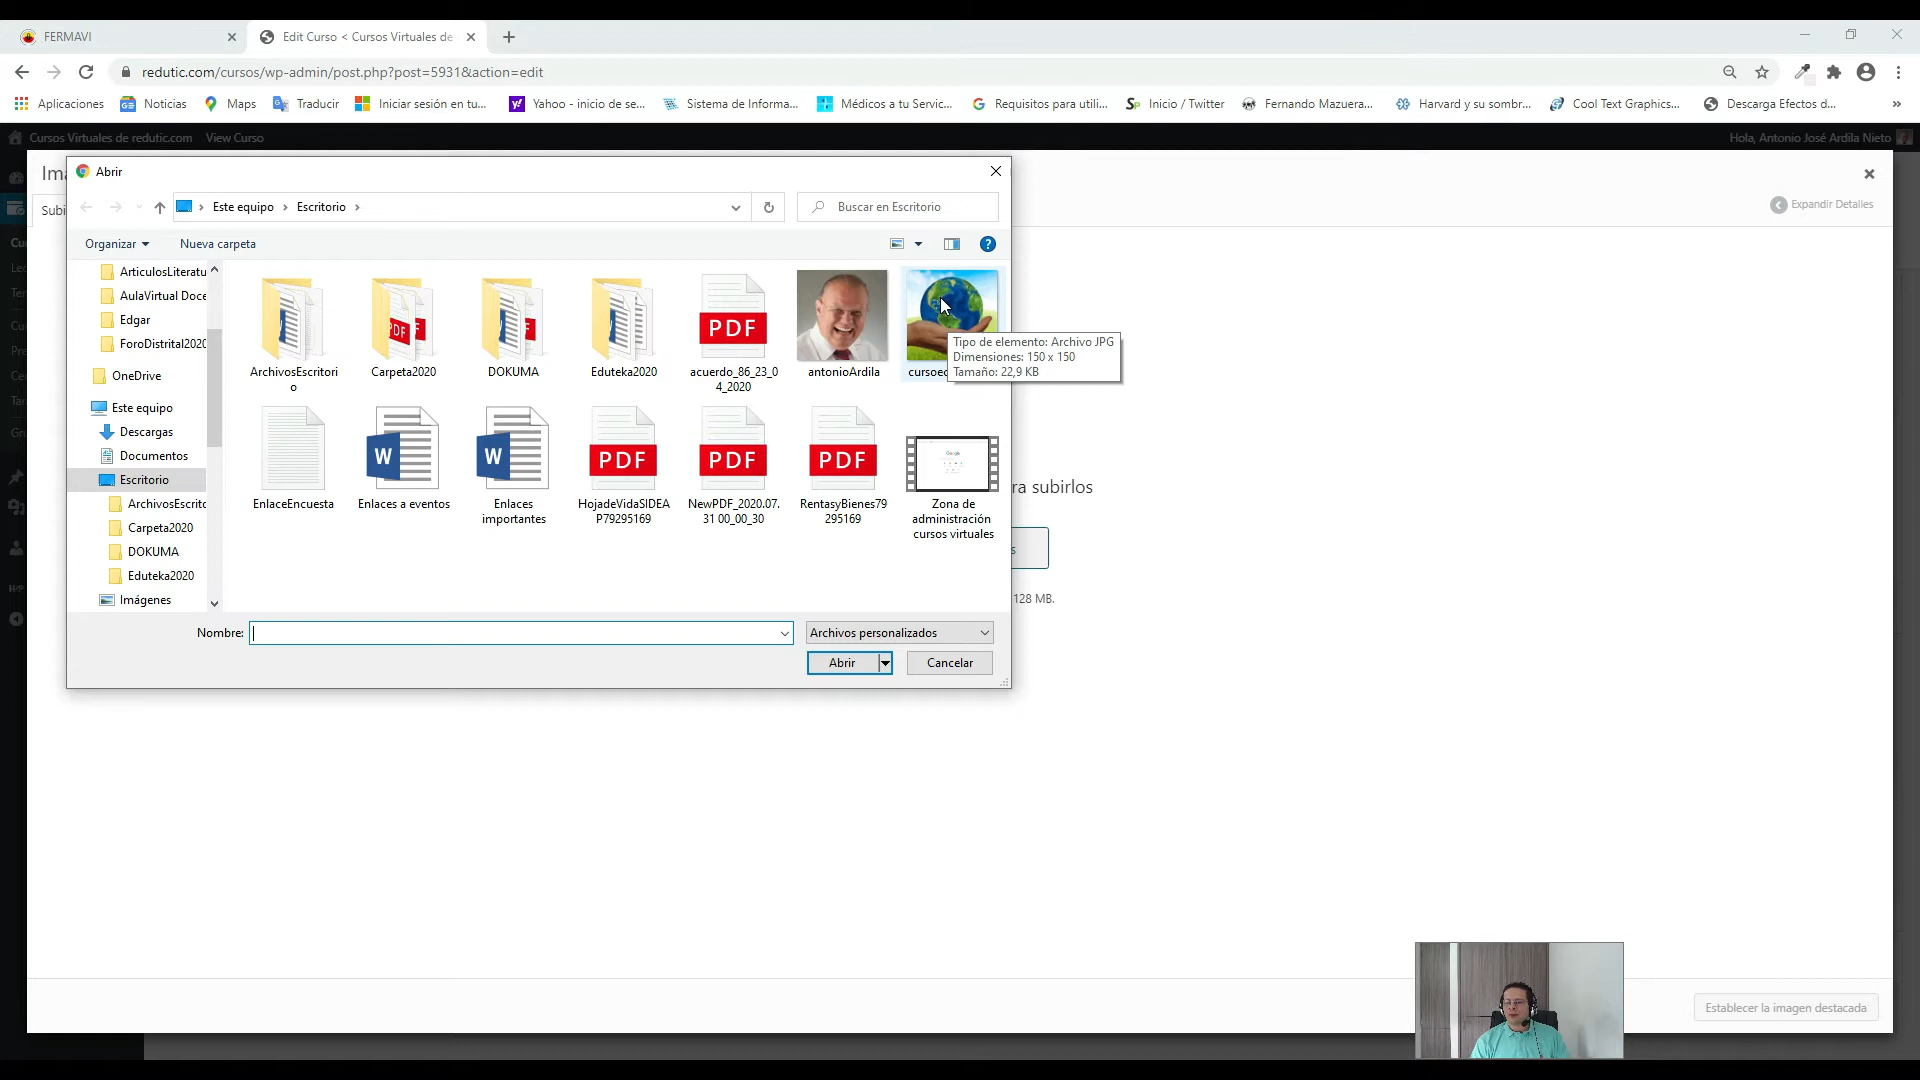 FERMAVI
Edit Curso < Cursos Virtuales de
redutic.com/cursos/wp-admin/post.php?post=5931&action=edit
Aplicaciones
Noticias
Maps
Traducir
Iniciar sesión en tu...
Yahoo - inicio de se...
Sistema de Informa...
Médicos a tu Servic...
Requisitos para utili...
Inicio / Twitter
Fernando Mazuera...
Harvard y su sombr...
Cool Text Graphics...
Descarga Efectos d...
»
Cursos Virtuales de redutic.com
View Curso
Hola, Antonio José Ardila Nieto
Abrir
Subi
Expandir Detalles
Este equipo > Escritorio >
Buscar en Escritorio
Organizar
Nueva carpeta
ArticulosLiteratu
AulaVirtual Doce
Edgar
ForoDistrital2020
OneDrive
Este equipo
Descargas
Documentos
Escritorio
ArchivosEscrito
Carpeta2020
DOKUMA
Eduteka2020
Imágenes
ArchivosEscritori
o
Carpeta2020
DOKUMA
Eduteka2020
PDF
acuerdo_86_23_0
4_2020
antonioArdila
Tipo de elemento: Archivo JPG
Dimensiones: 150 x 150
Tamaño: 22,9 KB
EnlaceEncuesta
W
Enlaces a eventos
W
Enlaces
importantes
PDF
HojadeVidaSIDEA
P79295169
PDF
NewPDF_2020.07.
31 00_00_30
PDF
RentasyBienes79
295169
Zona de
administración
cursos virtuales
ra subirlos
s
128 MB.
Nombre:
Archivos personalizados
Abrir
Cancelar
Establecer la imagen destacada